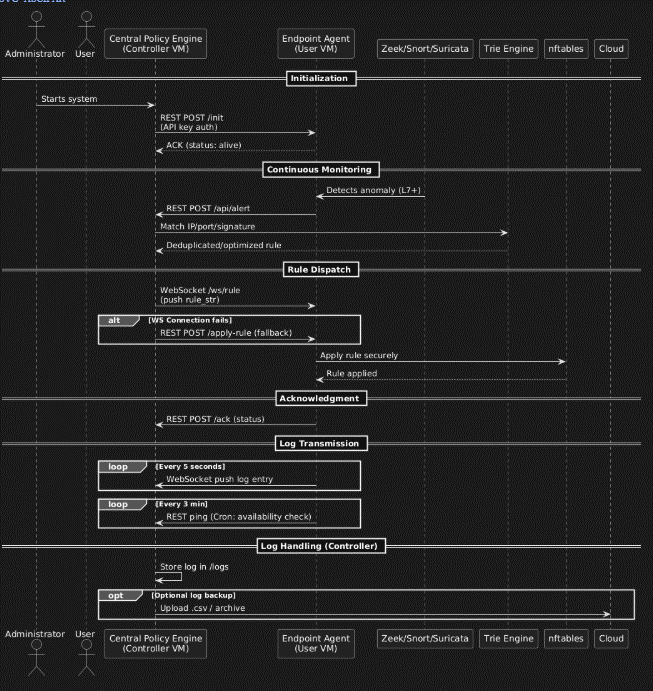 Administrator
User
Central Policy Engine
(Controller VM)
Endpoint Agent
(User VM)
Zeek/Snort/Suricata
Trie Engine
nftables
Cloud
Initialization
Starts system
REST POST /init
(API key auth)
ACK (status: alive)
Continuous Monitoring
Detects anomaly (L7+)
REST POST /api/alert
Match IP/port/signature
Deduplicated/optimized rule
Rule Dispatch
WebSocket /ws/rule
(push rule_str)
alt [WS Connection fails]
REST POST /apply-rule (fallback)
Apply rule securely
Rule applied
Acknowledgment
REST POST /ack (status)
Log Transmission
loop [Every 5 seconds]
WebSocket push log entry
loop [Every 3 min]
REST ping (Cron: availability check)
Log Handling (Controller)
Store log in /logs
opt [Optional log backup]
Upload .csv / archive
Administrator
User
Central Policy Engine
(Controller VM)
Endpoint Agent
(User VM)
Zeek/Snort/Suricata
Trie Engine
nftables
Cloud